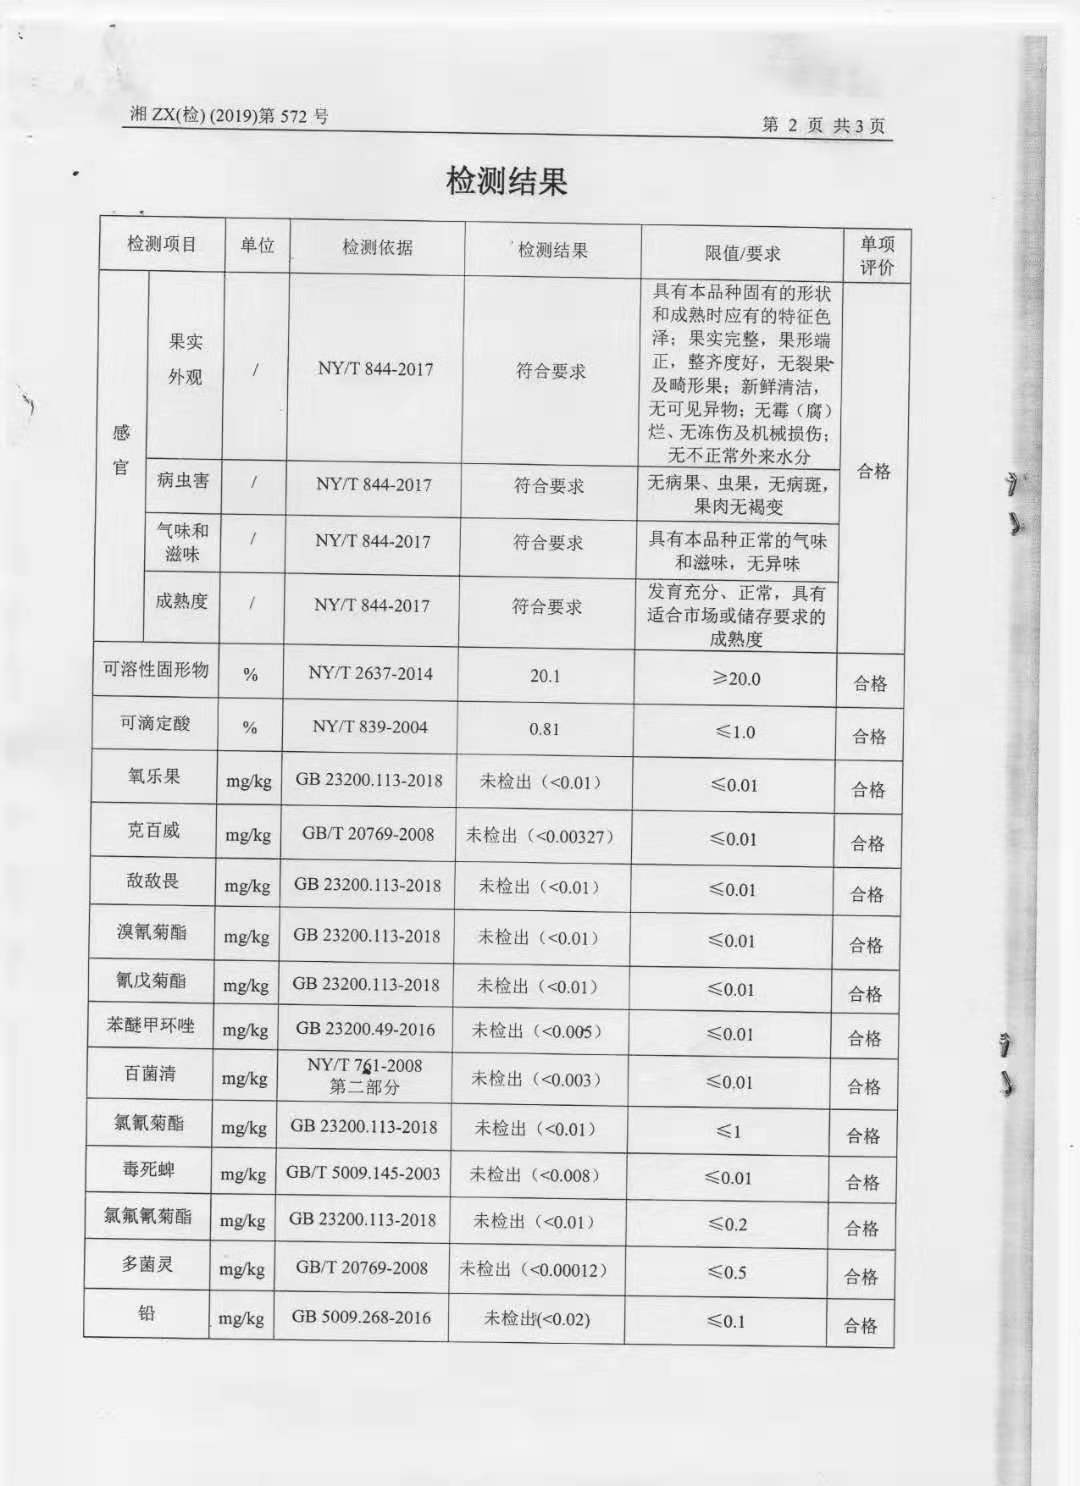 湘 ZX(检) (2019)第 572 号
第 2 页 共3页
检测结果
检测项目 单位 检测依据 检测结果 限值/要求 单项评价
感官
果实外观 / NY/T 844-2017 符合要求
具有本品种固有的形状
和成熟时应有的特征色
泽；果实完整，果形端
正，整齐度好，无裂果
及畸形果；新鲜清洁，
无可见异物；无霉（腐）
烂、无冻伤及机械损伤；
无不正常外来水分
合格
病虫害 / NY/T 844-2017 符合要求
无病果、虫果，无病斑，
果肉无褐变
气味和滋味 / NY/T 844-2017 符合要求
具有本品种正常的气味
和滋味，无异味
成熟度 / NY/T 844-2017 符合要求
发育充分、正常，具有
适合市场或储存要求的
成熟度
可溶性固形物 % NY/T 2637-2014 20.1 ≥20.0 合格
可滴定酸 % NY/T 839-2004 0.81 ≤1.0 合格
氧乐果 mg/kg GB 23200.113-2018 未检出（<0.01） ≤0.01 合格
克百威 mg/kg GB/T 20769-2008 未检出（<0.00327） ≤0.01 合格
敌敌畏 mg/kg GB 23200.113-2018 未检出（<0.01） ≤0.01 合格
溴氰菊酯 mg/kg GB 23200.113-2018 未检出（<0.01） ≤0.01 合格
氰戊菊酯 mg/kg GB 23200.113-2018 未检出（<0.01） ≤0.01 合格
苯醚甲环唑 mg/kg GB 23200.49-2016 未检出（<0.005） ≤0.01 合格
百菌清 mg/kg NY/T 761-2008 第二部分 未检出（<0.003） ≤0.01 合格
氯氰菊酯 mg/kg GB 23200.113-2018 未检出（<0.01） ≤1 合格
毒死蜱 mg/kg GB/T 5009.145-2003 未检出（<0.008） ≤0.01 合格
氯氟氰菊酯 mg/kg GB 23200.113-2018 未检出（<0.01） ≤0.2 合格
多菌灵 mg/kg GB/T 20769-2008 未检出（<0.00012） ≤0.5 合格
铅 mg/kg GB 5009.268-2016 未检出(<0.02) ≤0.1 合格